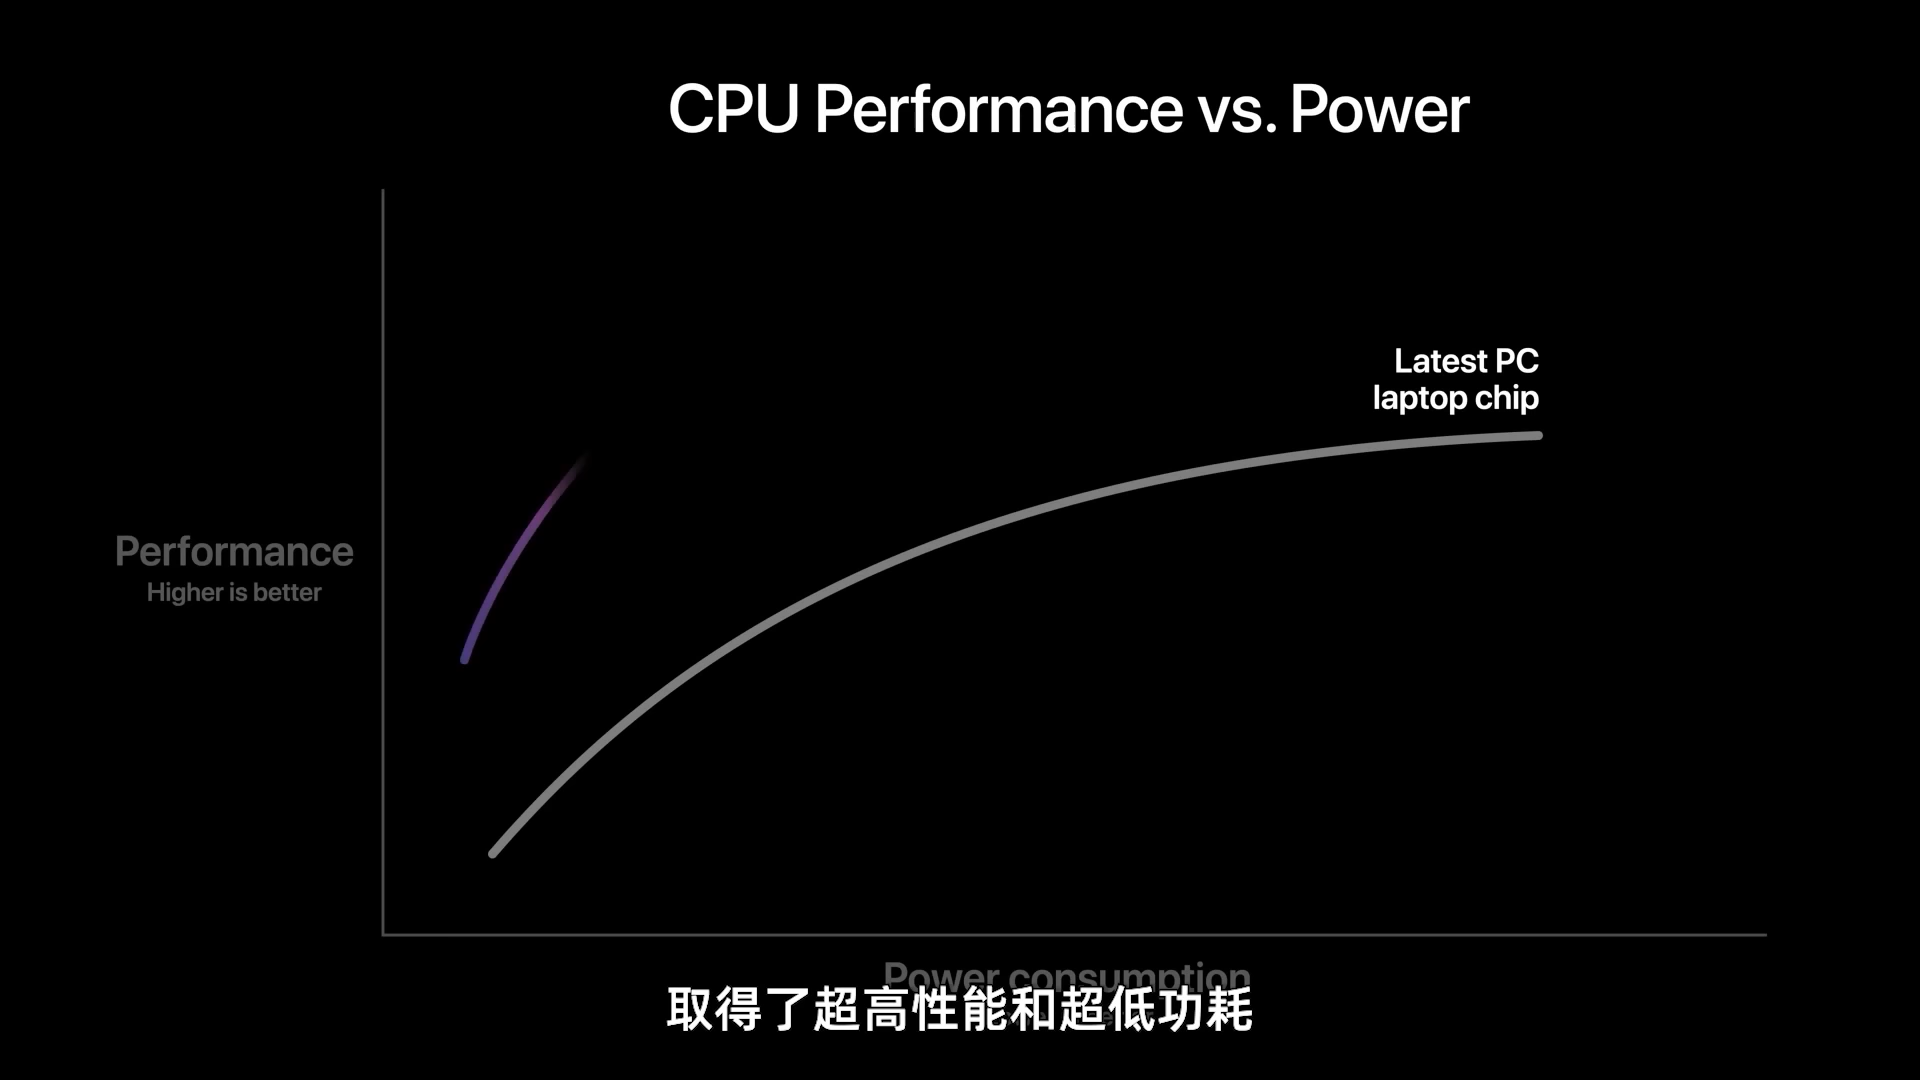 CPU Performance vs. Power
Latest PC
laptop chip
Performance
Higher is better
Power consumption
取得了超高性能和超低功耗